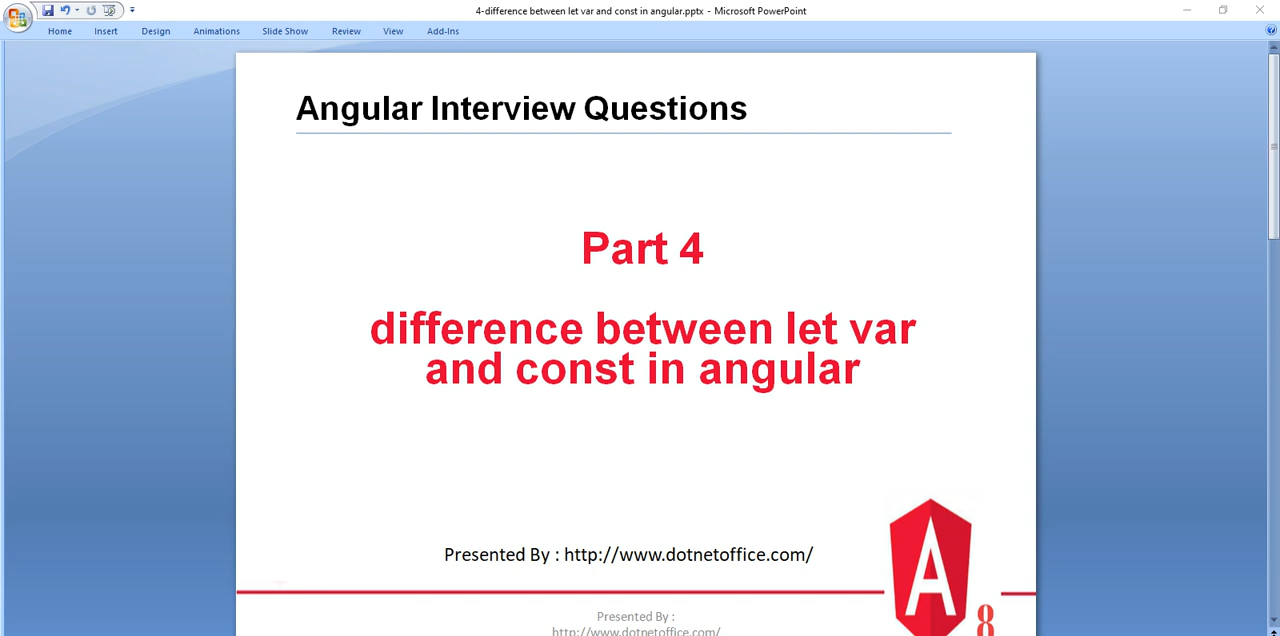 4-difference between let var and const in angular.pptx - Microsoft PowerPoint
Home Insert Design Animations Slide Show Review View Add-Ins
Angular Interview Questions
Part 4
difference between let var
and const in angular
Presented By : http://www.dotnetoffice.com/
A
8
Presented By :
http://www.dotnetoffice.com/